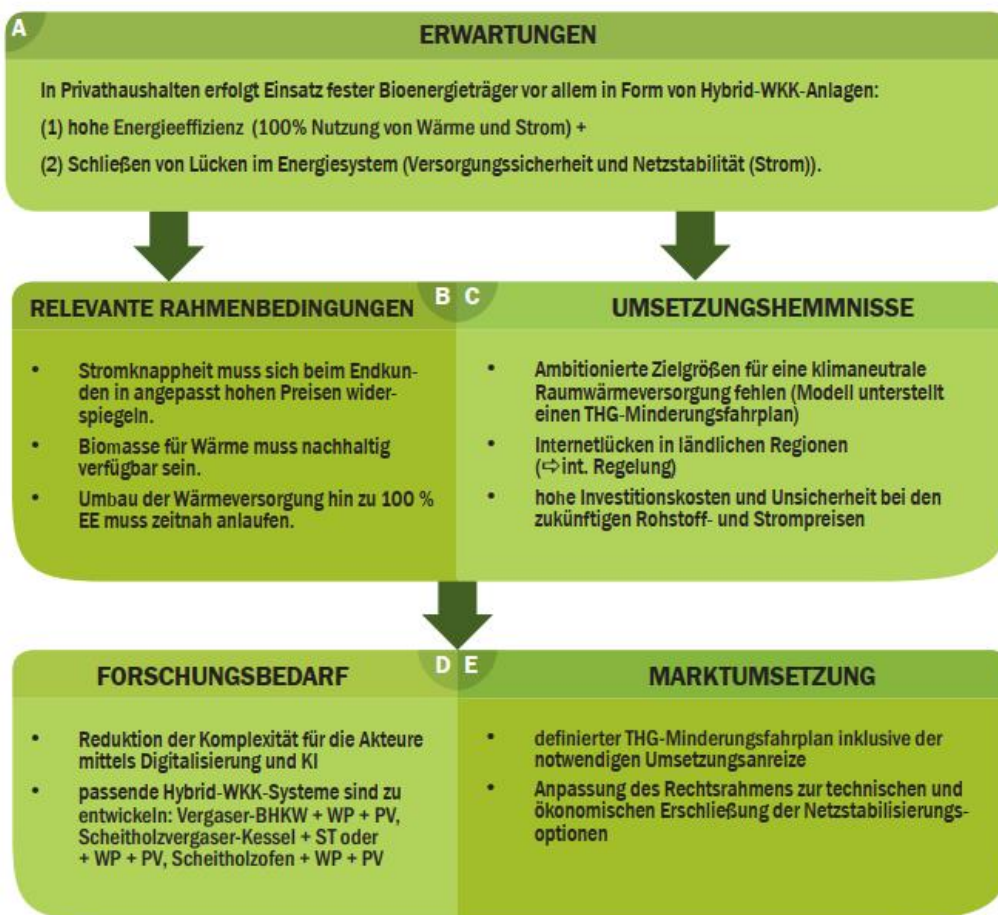 A
ERWARTUNGEN
In Privathaushalten erfolgt Einsatz fester Bioenergieträger vor allem in Form von Hybrid-WKK-Anlagen:
(1) hohe Energieeffizienz (100% Nutzung von Wärme und Strom) +
(2) Schließen von Lücken im Energiesystem (Versorgungssicherheit und Netzstabilität (Strom)).
RELEVANTE RAHMENBEDINGUNGEN
B
• Stromknappheit muss sich beim Endkun-
den in angepasst hohen Preisen wider-
spiegeln.
• Biomasse für Wärme muss nachhaltig
verfügbar sein.
• Umbau der Wärmeversorgung hin zu 100 %
EE muss zeitnah anlaufen.
C
UMSETZUNGSHEMMNISSE
• Ambitionierte Zielgrößen für eine klimaneutrale
Raumwärmeversorgung fehlen (Modell unterstellt
einen THG-Minderungsfahrplan)
• Internetlücken in ländlichen Regionen
(⇨int. Regelung)
• hohe Investitionskosten und Unsicherheit bei den
zukünftigen Rohstoff- und Strompreisen
FORSCHUNGSBEDARF
D
• Reduktion der Komplexität für die Akteure
mittels Digitalisierung und KI
• passende Hybrid-WKK-Systeme sind zu
entwickeln: Vergaser-BHKW + WP + PV,
Scheitholzvergaser-Kessel + ST oder
+ WP + PV, Scheitholzofen + WP + PV
E
MARKTUMSETZUNG
• definierter THG-Minderungsfahrplan inklusive der
notwendigen Umsetzungsanreize
• Anpassung des Rechtsrahmens zur technischen und
ökonomischen Erschließung der Netzstabilisierungs-
optionen